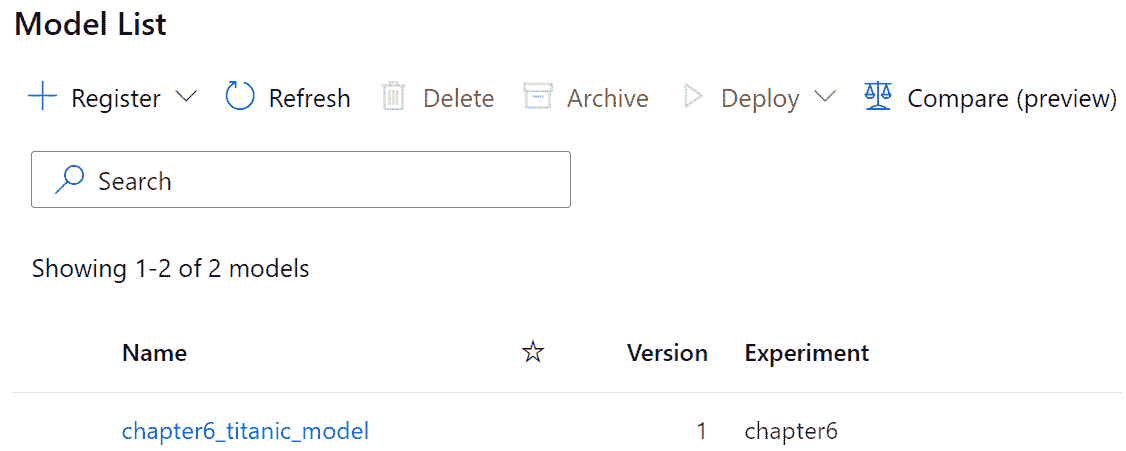 Model List
Register Refresh Delete Archive Deploy Compare (preview)
Search
Showing 1-2 of 2 models
Name Version Experiment
chapter6_titanic_model 1 chapter6